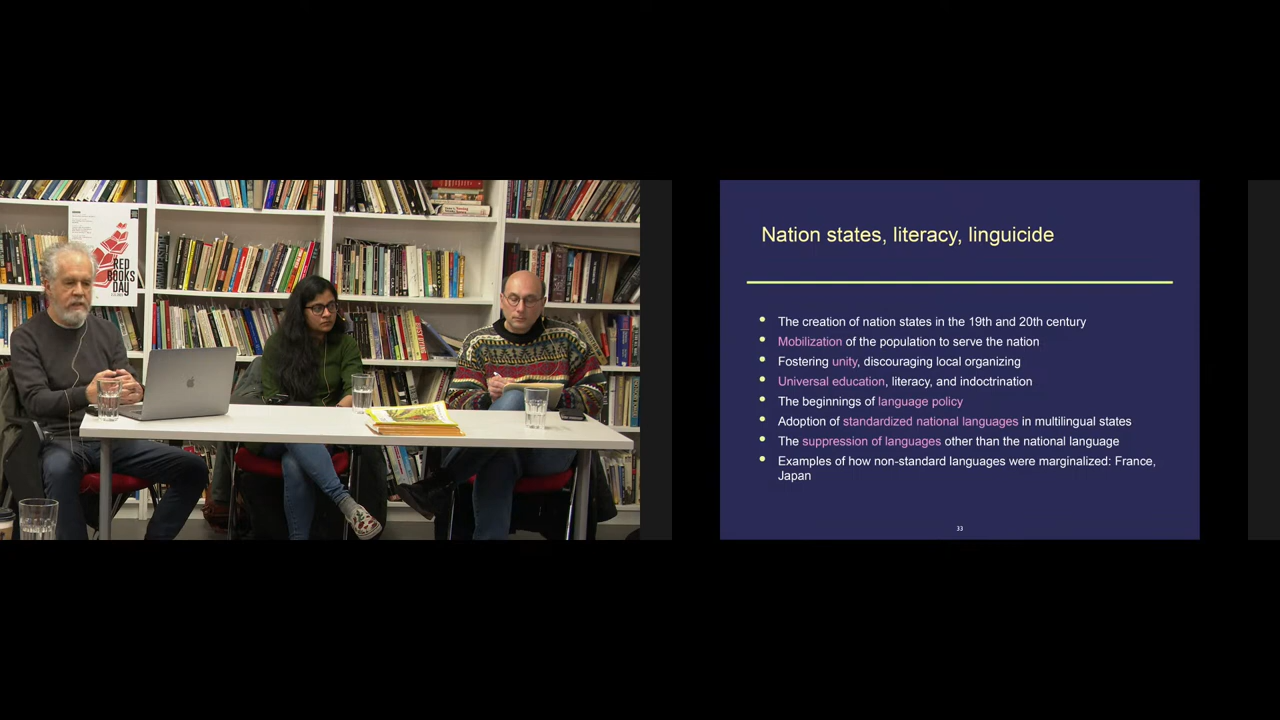 RED
BOOKS
DAY
Nation states, literacy, linguicide
The creation of nation states in the 19th and 20th century
Mobilization of the population to serve the nation
Fostering unity, discouraging local organizing
Universal education, literacy, and indoctrination
The beginnings of language policy
Adoption of standardized national languages in multilingual states
The suppression of languages other than the national language
Examples of how non-standard languages were marginalized: France,
Japan
33